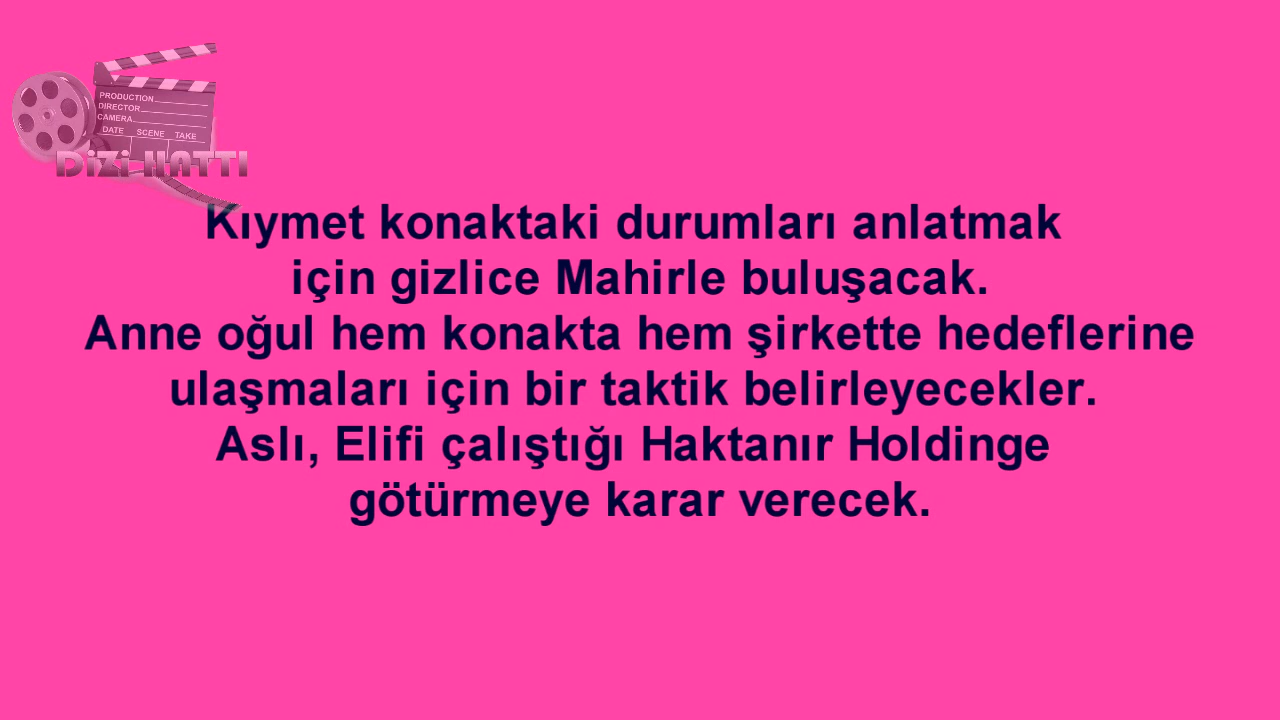 PRODUCTION
DIRECTOR
CAMERA
DATE SCENE TAKE
DiZi HATTI
Kıymet konaktaki durumları anlatmak
için gizlice Mahirle buluşacak.
Anne oğul hem konakta hem şirkette hedeflerine
ulaşmaları için bir taktik belirleyecekler.
Aslı, Elifi çalıştığı Haktanır Holdinge
götürmeye karar verecek.